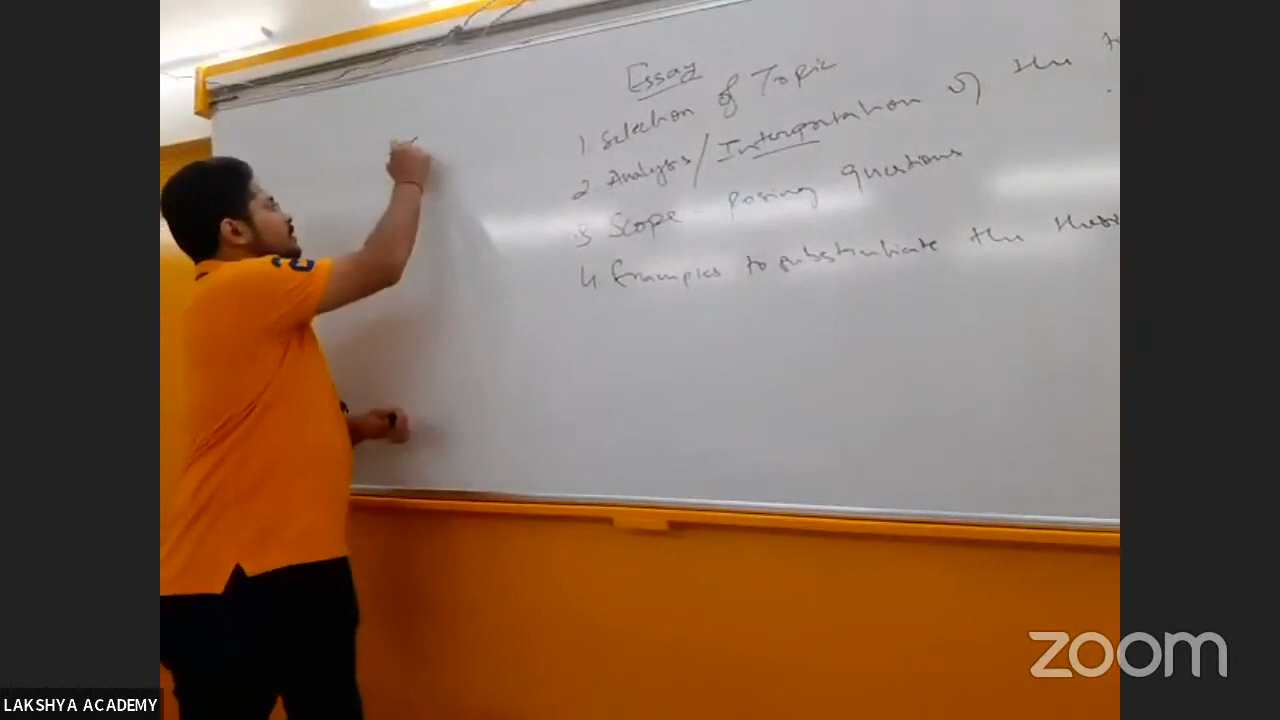 Essay
1 Selection of Topic
2 Analysis / Interpretation of the
3 Scope - Posing questions
4 Examples to substantiate the
zoom
LAKSHYA ACADEMY